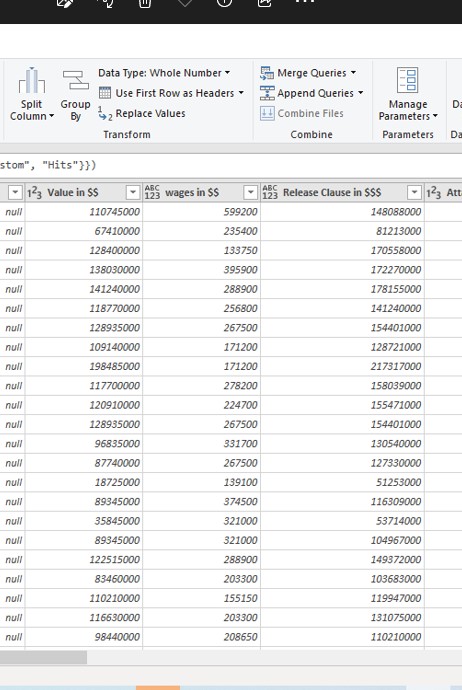 Data Type: Whole Number
Use First Row as Headers
1 2 Replace Values
Split Column
Group By
Transform
Merge Queries
Append Queries
Combine Files
Combine
Manage Parameters
Parameters
Da
Da
stom", "Hits"}})
123 Value in $$ ABC 123 wages in $$ ABC 123 Release Clause in $$$ 123 Atta
null 110745000 599200 148088000
null 67410000 235400 81213000
null 128400000 133750 170558000
null 138030000 395900 172270000
null 141240000 288900 178155000
null 118770000 256800 141240000
null 128935000 267500 154401000
null 109140000 171200 128721000
null 198485000 171200 217317000
null 117700000 278200 158039000
null 120910000 224700 155471000
null 128935000 267500 154401000
null 96835000 331700 130540000
null 87740000 267500 127330000
null 18725000 139100 51253000
null 89345000 374500 116309000
null 35845000 321000 53714000
null 89345000 321000 104967000
null 122515000 288900 149372000
null 83460000 203300 103683000
null 110210000 155150 119947000
null 116630000 203300 131075000
null 98440000 208650 110210000